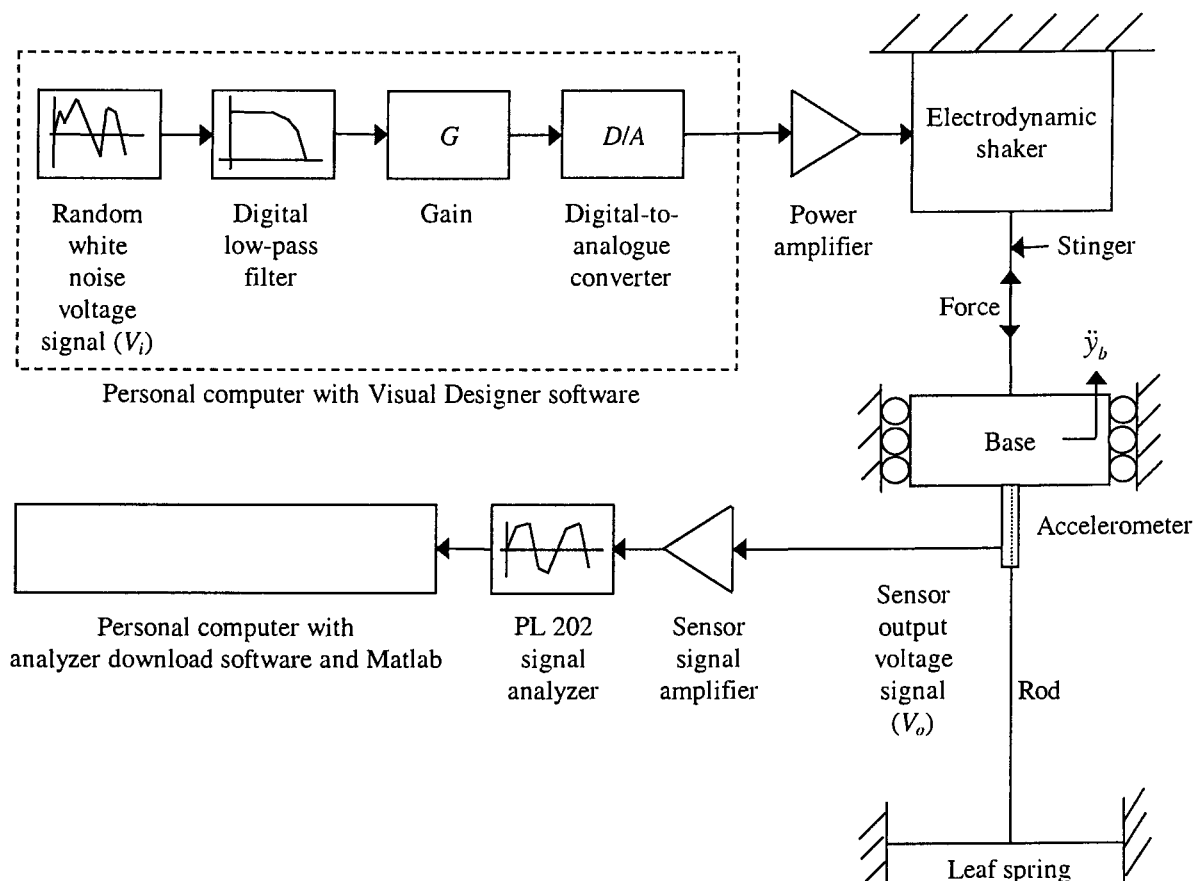 Electrodynamic
shaker
G
D/A
Random
white
noise
voltage
signal (Vᵢ)
Digital
low-pass
filter
Gain
Digital-to-
analogue
converter
Power
amplifier
Stinger
Force
ÿ_b
Personal computer with Visual Designer software
Base
Accelerometer
Personal computer with
analyzer download software and Matlab
PL 202
signal
analyzer
Sensor
signal
amplifier
Sensor
output
voltage
signal
(Vₒ)
Rod
Leaf spring